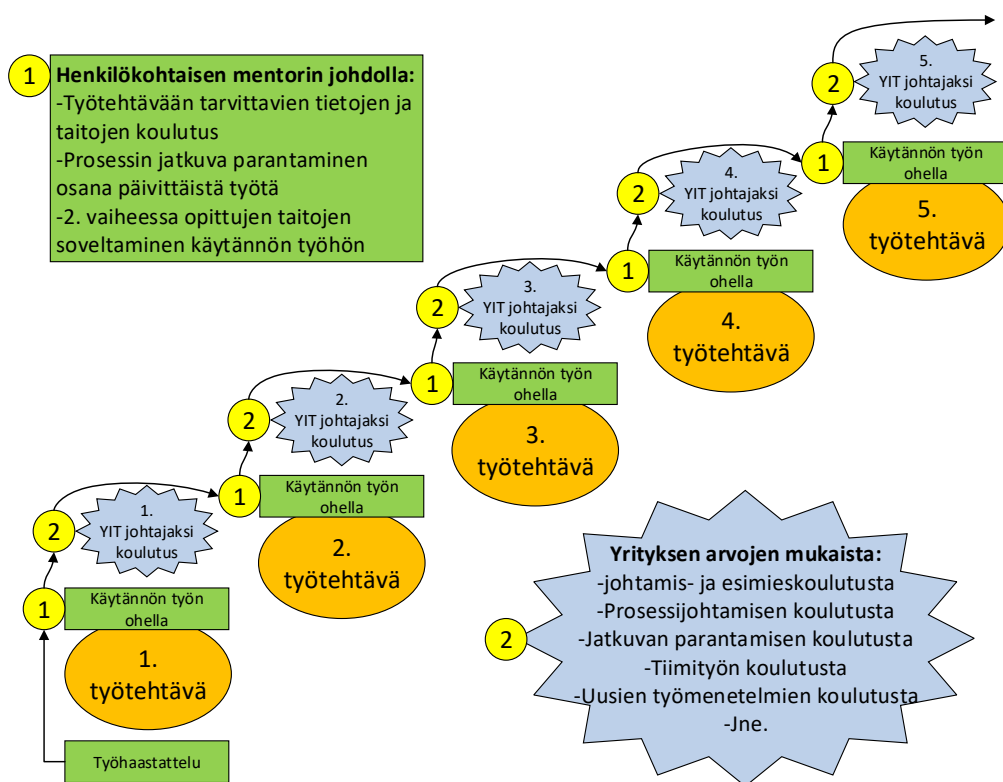 1
Henkilökohtaisen mentorin johdolla:
-Työtehtävään tarvittavien tietojen ja
taitojen koulutus
-Prosessin jatkuva parantaminen
osana päivittäistä työtä
-2. vaiheessa opittujen taitojen
soveltaminen käytännön työhön
2
5.
YIT johtajaksi
koulutus
1
Käytännön työn
ohella
5.
työtehtävä
2
4.
YIT johtajaksi
koulutus
1
Käytännön työn
ohella
4.
työtehtävä
2
3.
YIT johtajaksi
koulutus
1
Käytännön työn
ohella
3.
työtehtävä
2
2.
YIT johtajaksi
koulutus
1
Käytännön työn
ohella
2.
työtehtävä
2
1.
YIT johtajaksi
koulutus
1
Käytännön työn
ohella
1.
työtehtävä
Työhaastattelu
2
Yrityksen arvojen mukaista:
-johtamis- ja esimieskoulutusta
-Prosessijohtamisen koulutusta
-Jatkuvan parantamisen koulutusta
-Tiimityön koulutusta
-Uusien työmenetelmien koulutusta
-Jne.